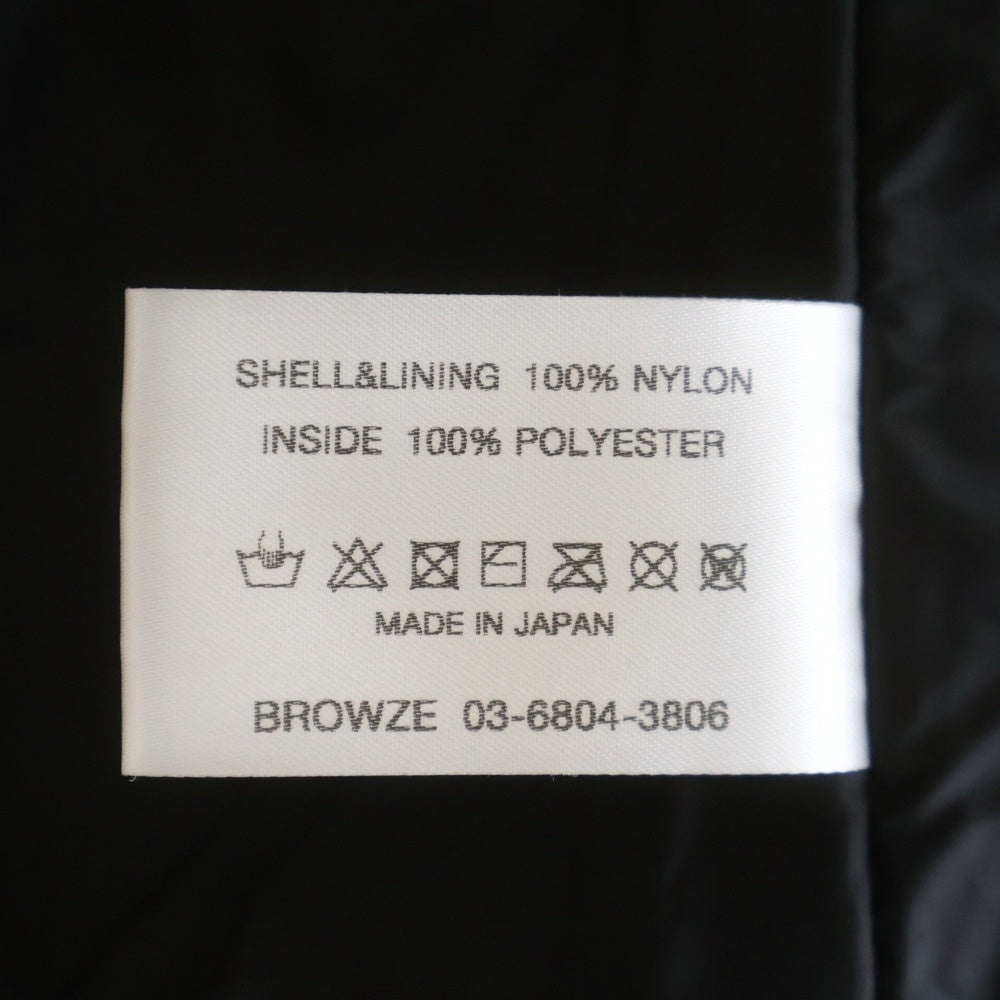 SHELL&LINING 100% NYLON
INSIDE 100% POLYESTER
MADE IN JAPAN
BROWZE 03-6804-3806